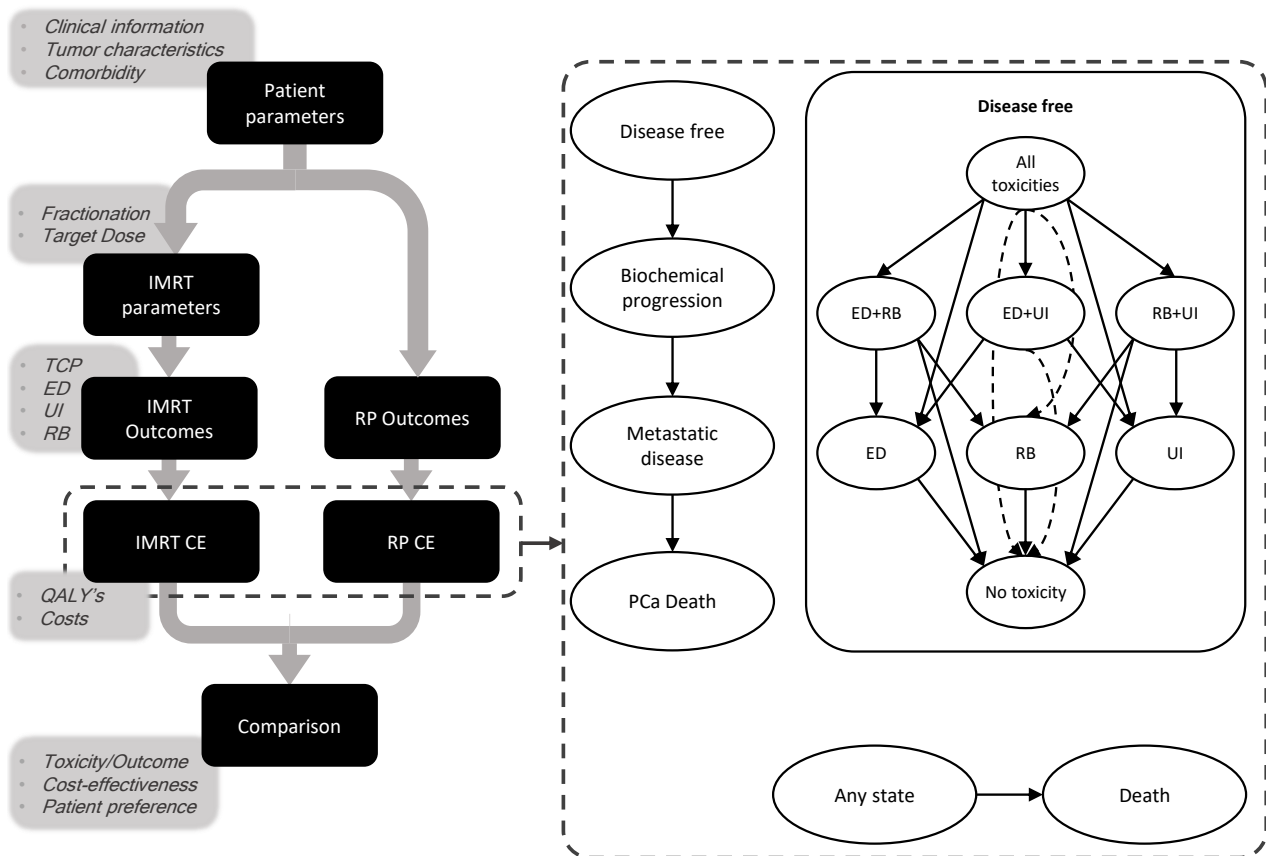 • Clinical information
• Tumor characteristics
• Comorbidity
Patient
parameters
• Fractionation
• Target Dose
IMRT
parameters
• TCP
• ED
• UI
• RB
IMRT
Outcomes
RP Outcomes
IMRT CE
RP CE
• QALY's
• Costs
Comparison
• Toxicity/Outcome
• Cost-effectiveness
• Patient preference
Disease free
Biochemical
progression
Metastatic
disease
PCa Death
Disease free
All
toxicities
ED+RB
ED+UI
RB+UI
ED
RB
UI
No toxicity
Any state
Death